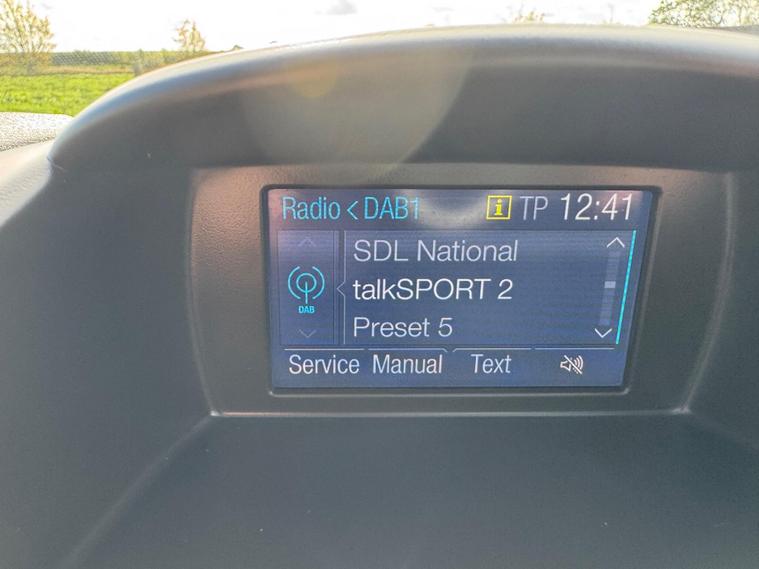 Radio < DAB1 i TP 12:41
SDL National
DAB
talkSPORT 2
Preset 5
Service Manual Text